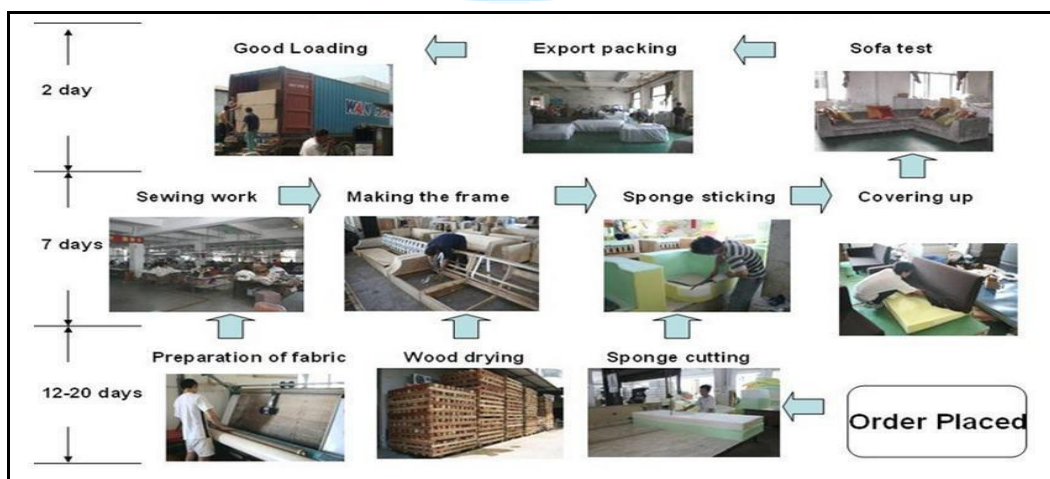 Good Loading
Export packing
Sofa test
2 day
Sewing work
Making the frame
Sponge sticking
Covering up
7 days
Preparation of fabric
Wood drying
Sponge cutting
12-20 days
Order Placed